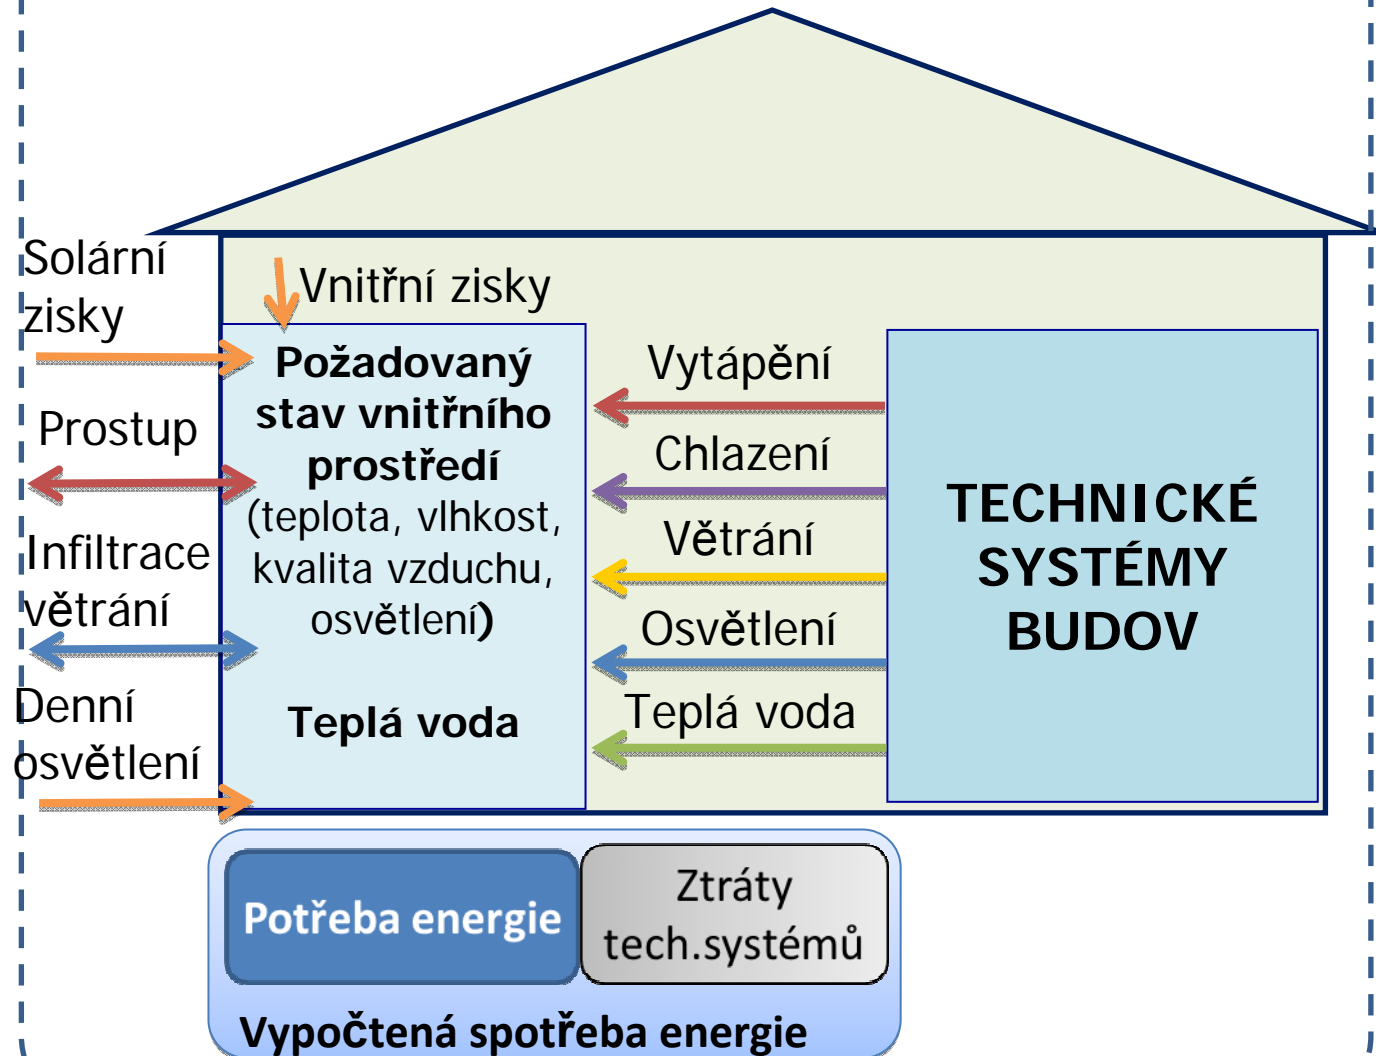 Solární
zisky
Prostup
Infiltrace
větrání
Denní
osvětlení
Vnitřní zisky
Požadovaný
stav vnitřního
prostředí
(teplota, vlhkost,
kvalita vzduchu,
osvětlení)
Teplá voda
Vytápění
Chlazení
Větrání
Osvětlení
Teplá voda
TECHNICKÉ
SYSTÉMY
BUDOV
Potřeba energie
Ztráty
tech.systémů
Vypočtená spotřeba energie